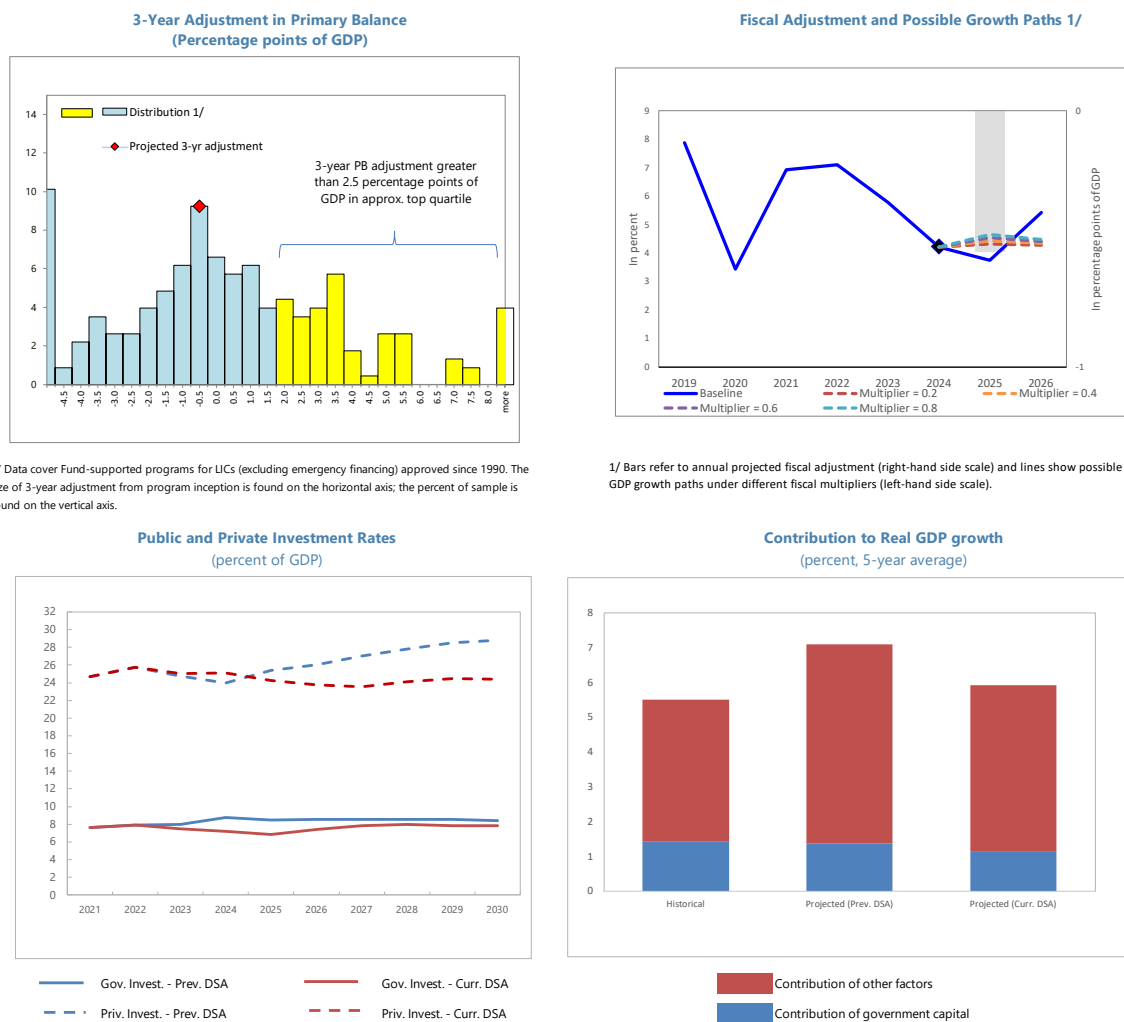 3-Year Adjustment in Primary Balance
(Percentage points of GDP)
14
12
10
8
6
4
2
0
Distribution 1/
Projected 3-yr adjustment
3-year PB adjustment greater
than 2.5 percentage points of
GDP in approx. top quartile
-4.5
-4.0
-3.5
-3.0
-2.5
-2.0
-1.5
-1.0
-0.5
0.0
0.5
1.0
1.5
2.0
2.5
3.0
3.5
4.0
4.5
5.0
5.5
6.0
6.5
7.0
7.5
8.0
more
/ Data cover Fund-supported programs for LICs (excluding emergency financing) approved since 1990. The
ze of 3-year adjustment from program inception is found on the horizontal axis; the percent of sample is
und on the vertical axis.
Fiscal Adjustment and Possible Growth Paths 1/
In percent
9
8
7
6
5
4
3
2
1
0
0
-1
In percentage points of GDP
2019 2020 2021 2022 2023 2024 2025 2026
Baseline Multiplier = 0.2 Multiplier = 0.4
Multiplier = 0.6 Multiplier = 0.8
1/ Bars refer to annual projected fiscal adjustment (right-hand side scale) and lines show possible
GDP growth paths under different fiscal multipliers (left-hand side scale).
Public and Private Investment Rates
(percent of GDP)
32
30
28
26
24
22
20
18
16
14
12
10
8
6
4
2
0
2021 2022 2023 2024 2025 2026 2027 2028 2029 2030
Gov. Invest. - Prev. DSA Gov. Invest. - Curr. DSA
Priv. Invest. - Prev. DSA Priv. Invest. - Curr. DSA
Contribution to Real GDP growth
(percent, 5-year average)
8
7
6
5
4
3
2
1
0
Historical Projected (Prev. DSA) Projected (Curr. DSA)
Contribution of other factors
Contribution of government capital